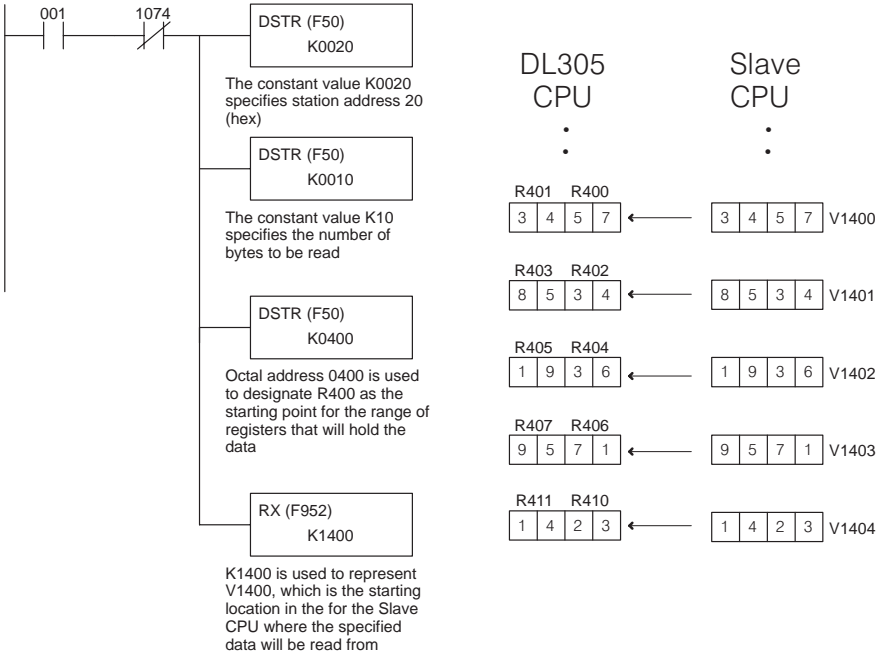 001 1074
DSTR (F50)
K0020
The constant value K0020
specifies station address 20
(hex)
DSTR (F50)
K0010
The constant value K10
specifies the number of
bytes to be read
DSTR (F50)
K0400
Octal address 0400 is used
to designate R400 as the
starting point for the range of
registers that will hold the
data
RX (F952)
K1400
K1400 is used to represent
V1400, which is the starting
location in the for the Slave
CPU where the specified
data will be read from
DL305
CPU
Slave
CPU
R401 R400
3 4 5 7 3 4 5 7 V1400
R403 R402
8 5 3 4 8 5 3 4 V1401
R405 R404
1 9 3 6 1 9 3 6 V1402
R407 R406
9 5 7 1 9 5 7 1 V1403
R411 R410
1 4 2 3 1 4 2 3 V1404